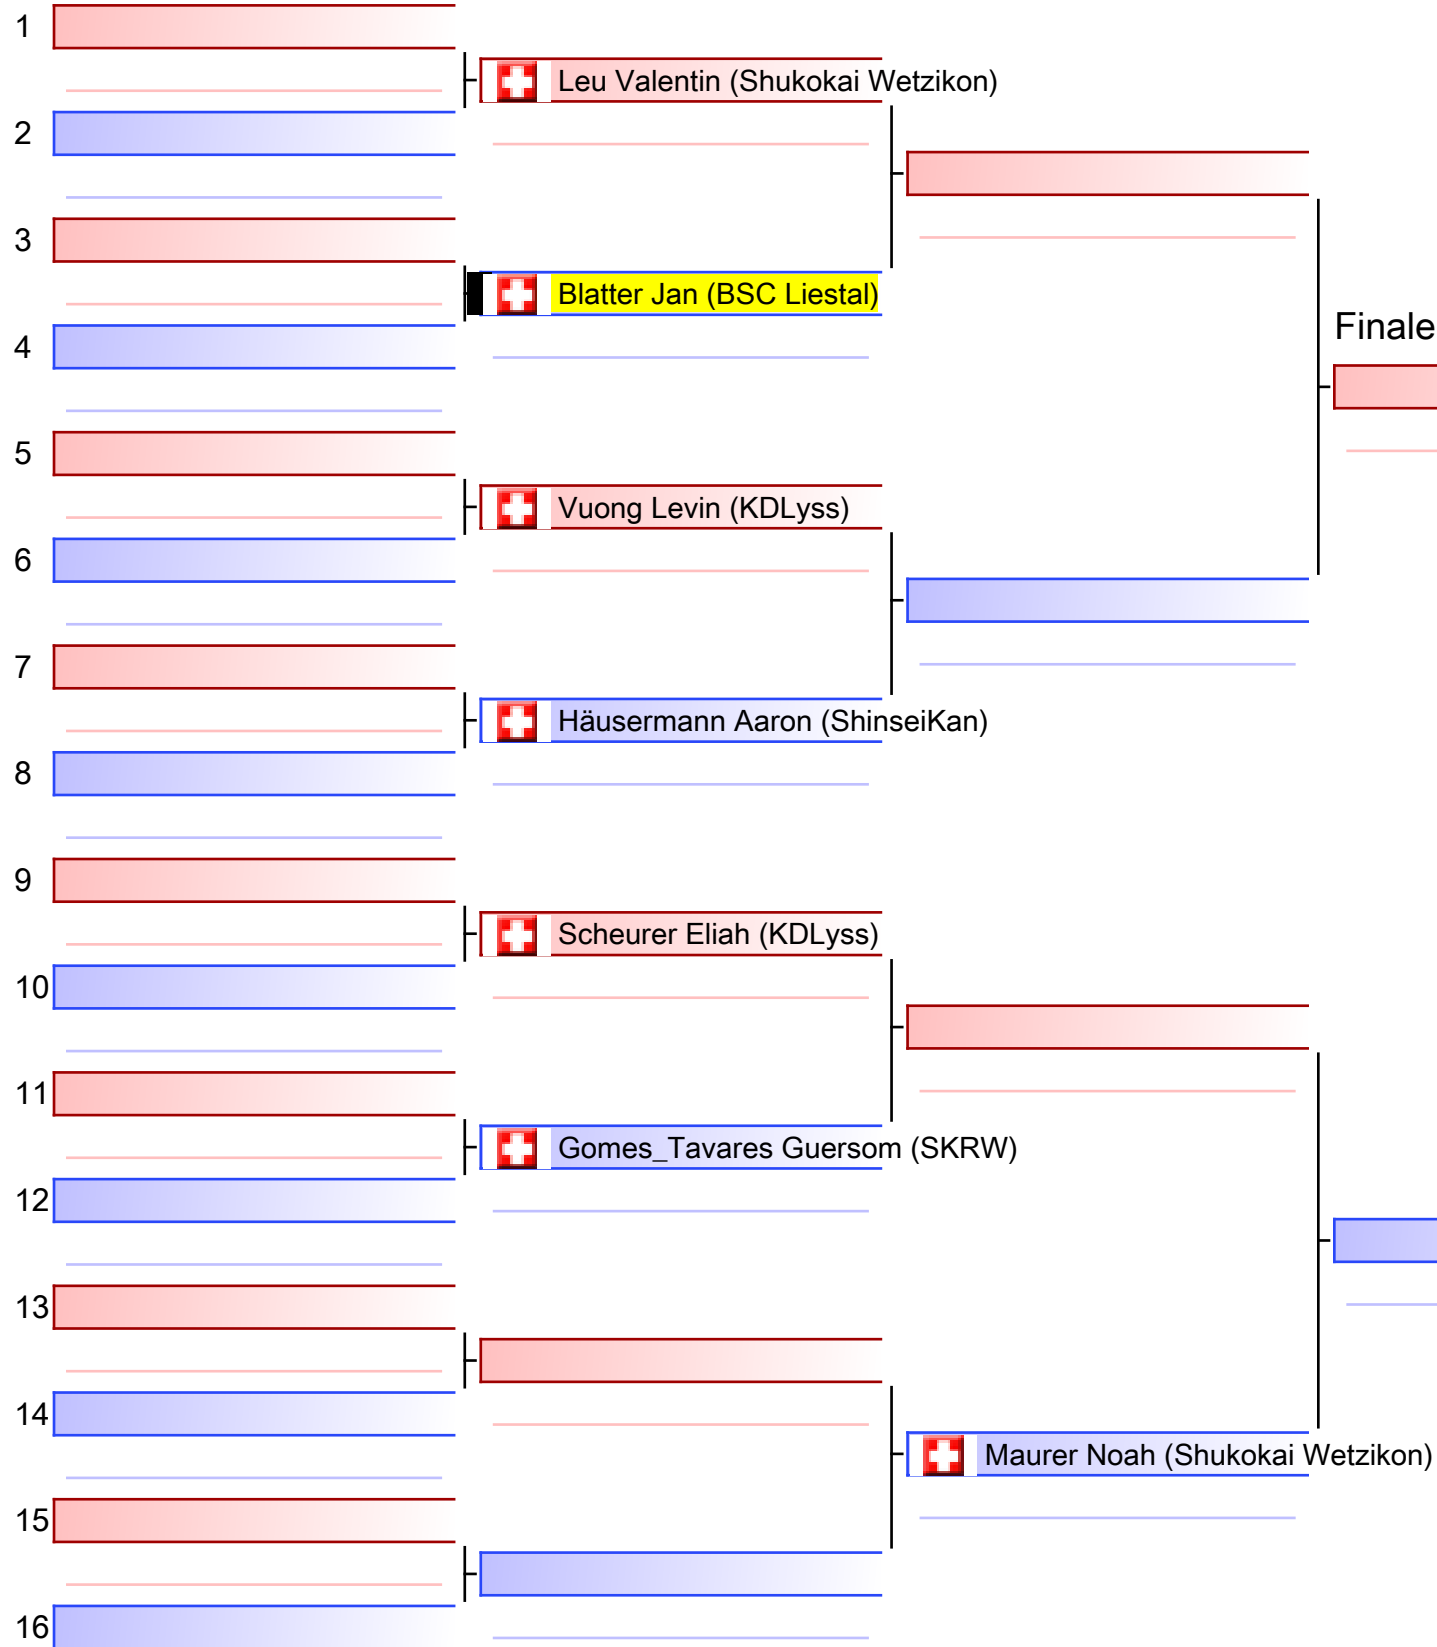 1
Leu Valentin (Shukokai Wetzikon)
2
3
Blatter Jan (BSC Liestal)
Finale
4
5
Vuong Levin (KDLyss)
6
7
Häusermann Aaron (ShinseiKan)
8
9
Scheurer Eliah (KDLyss)
10
11
Gomes_Tavares Guersom (SKRW)
12
13
14
Maurer Noah (Shukokai Wetzikon)
15
16